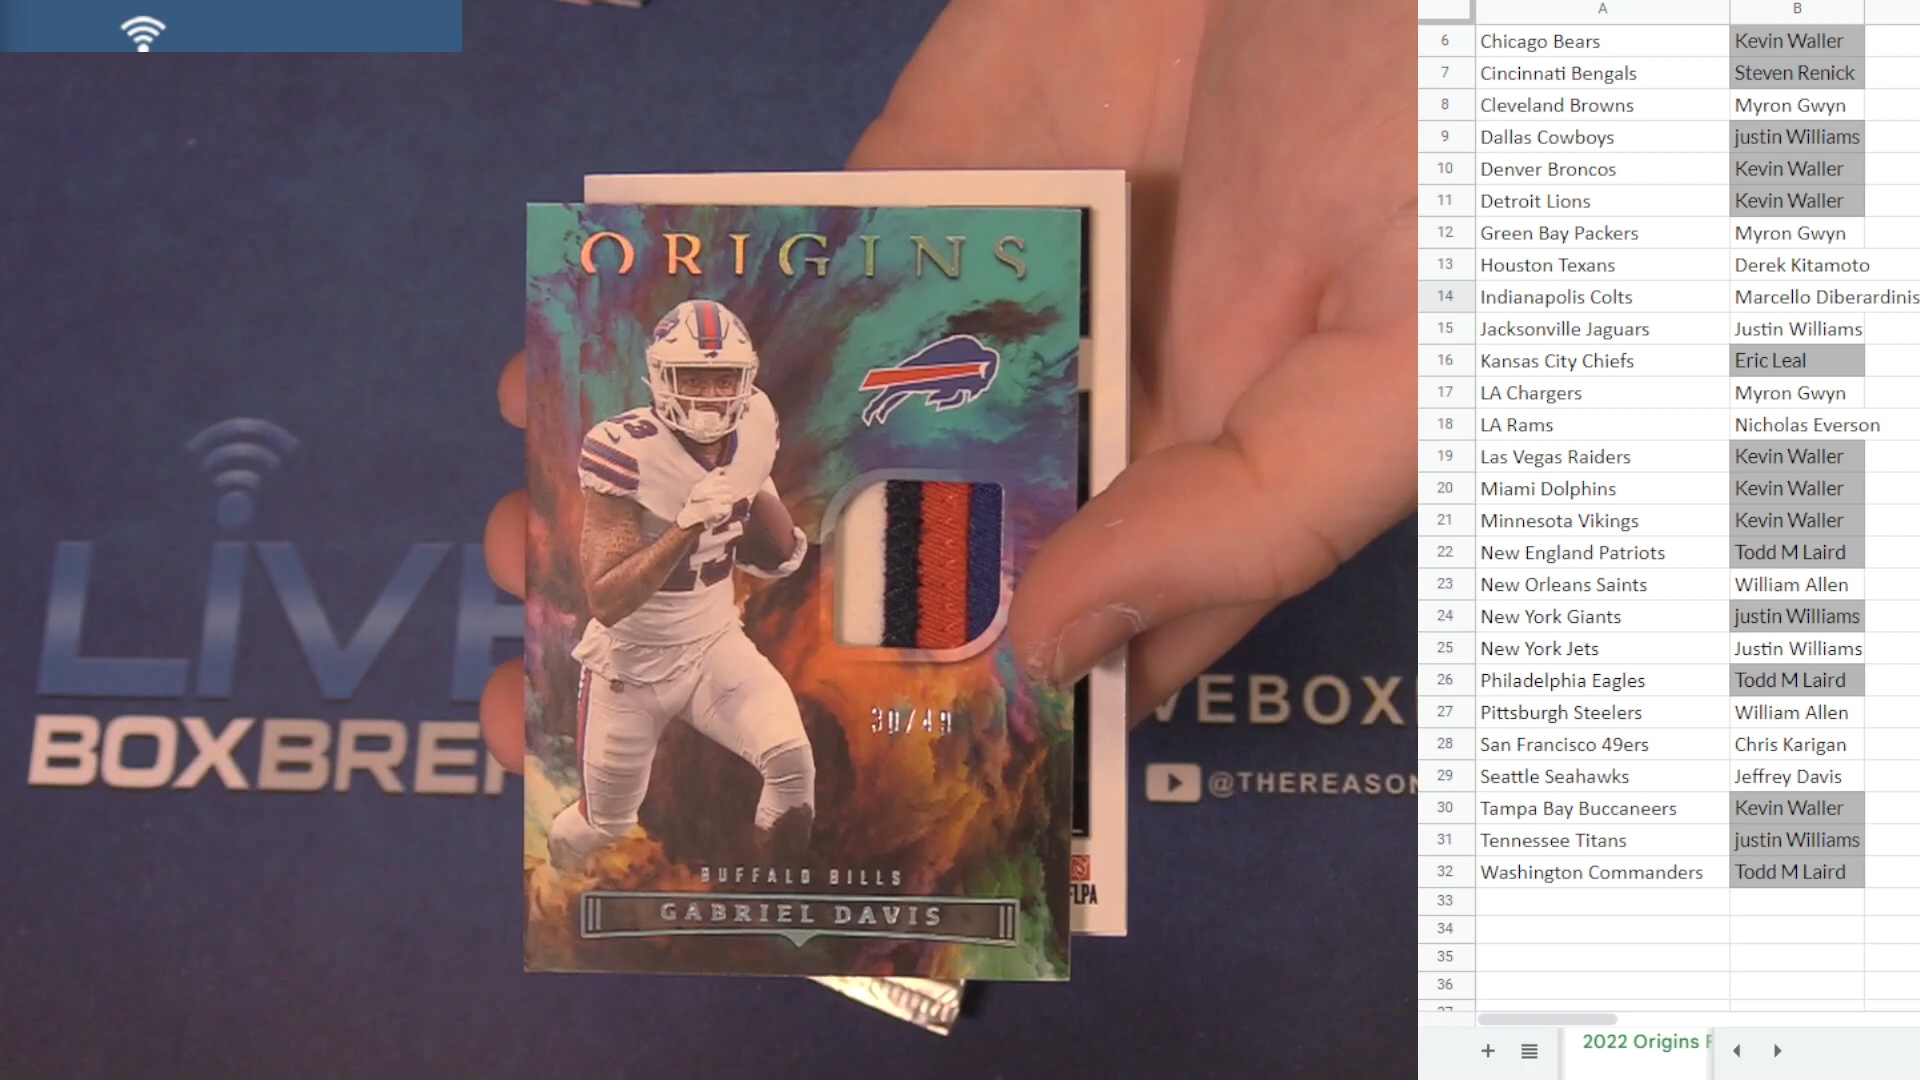 ORIGINS
13
30/49
BUFFALO BILLS
GABRIEL DAVIS
LIVE
BOXBRE
VEBOX
@THEREASON
A B
6 Chicago Bears Kevin Waller
7 Cincinnati Bengals Steven Renick
8 Cleveland Browns Myron Gwyn
9 Dallas Cowboys justin Williams
10 Denver Broncos Kevin Waller
11 Detroit Lions Kevin Waller
12 Green Bay Packers Myron Gwyn
13 Houston Texans Derek Kitamoto
14 Indianapolis Colts Marcello Diberardinis
15 Jacksonville Jaguars Justin Williams
16 Kansas City Chiefs Eric Leal
17 LA Chargers Myron Gwyn
18 LA Rams Nicholas Everson
19 Las Vegas Raiders Kevin Waller
20 Miami Dolphins Kevin Waller
21 Minnesota Vikings Kevin Waller
22 New England Patriots Todd M Laird
23 New Orleans Saints William Allen
24 New York Giants justin Williams
25 New York Jets Justin Williams
26 Philadelphia Eagles Todd M Laird
27 Pittsburgh Steelers William Allen
28 San Francisco 49ers Chris Karigan
29 Seattle Seahawks Jeffrey Davis
30 Tampa Bay Buccaneers Kevin Waller
31 Tennessee Titans justin Williams
32 Washington Commanders Todd M Laird
33
34
35
36
2022 Origins